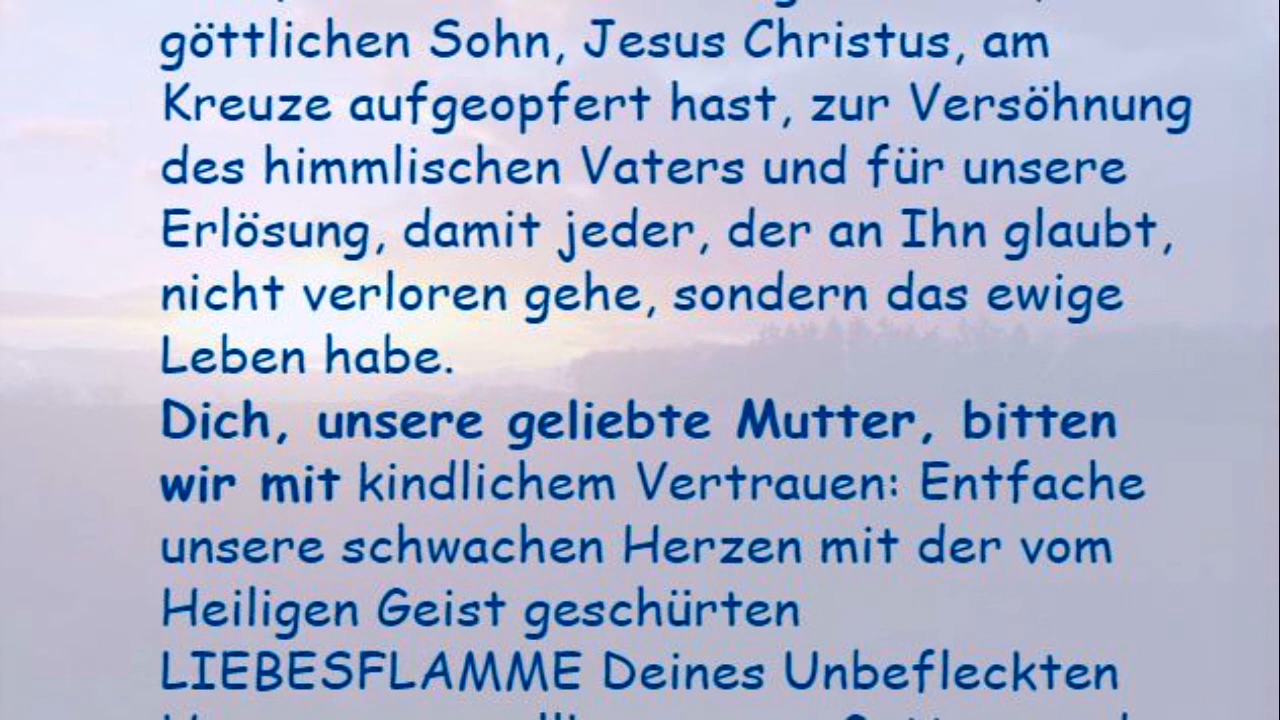 göttlichen Sohn, Jesus Christus, am
Kreuze aufgeopfert hast, zur Versöhnung
des himmlischen Vaters und für unsere
Erlösung, damit jeder, der an Ihn glaubt,
nicht verloren gehe, sondern das ewige
Leben habe.
Dich, unsere geliebte Mutter, bitten
wir mit kindlichem Vertrauen: Entfache
unsere schwachen Herzen mit der vom
Heiligen Geist geschürten
LIEBESFLAMME Deines Unbefleckten